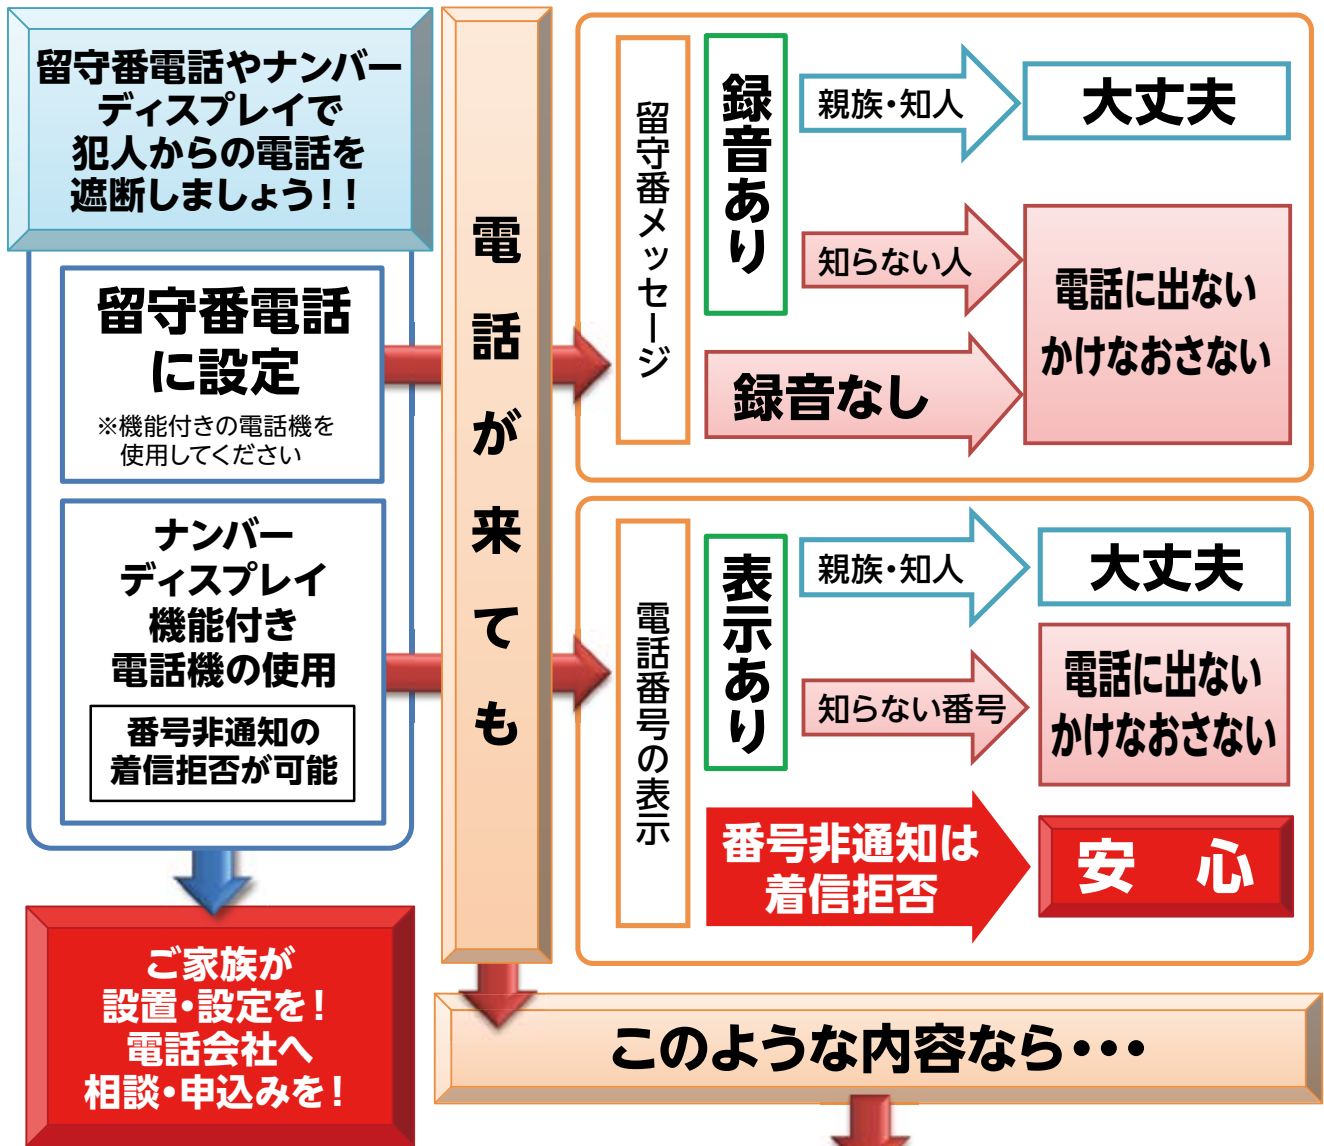 留守番電話やナンバー
ディスプレイで
犯人からの電話を
遮断しましょう!!
留守番電話
に設定
※機能付きの電話機を
使用してください
ナンバー
ディスプレイ
機能付き
電話機の使用
番号非通知の
着信拒否が可能
ご家族が
設置・設定を!
電話会社へ
相談・申込みを!
電話が来ても
留守番メッセージ
録音あり
親族・知人
大丈夫
知らない人
録音なし
電話に出ない
かけなおさない
電話番号の表示
表示あり
親族・知人
大丈夫
知らない番号
電話に出ない
かけなおさない
番号非通知は
着信拒否
安 心
このような内容なら・・・